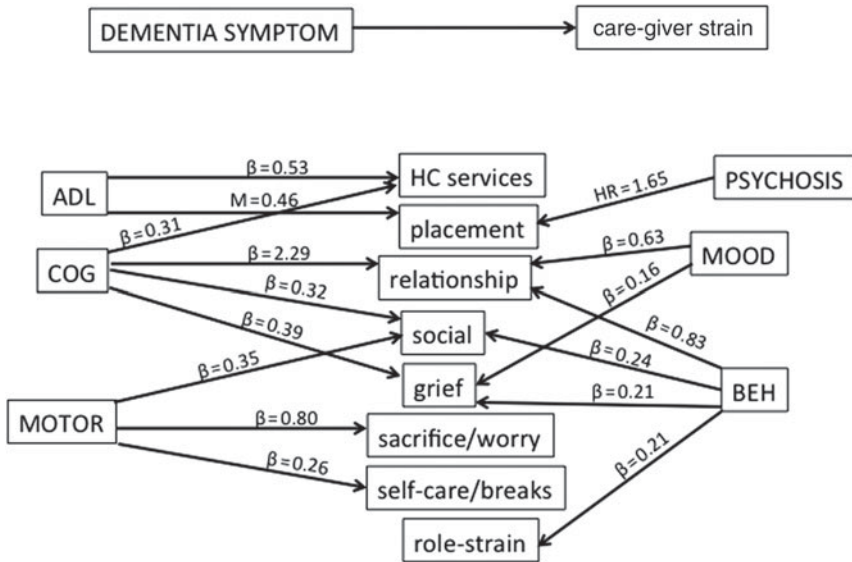 DEMENTIA SYMPTOM
care-giver strain
ADL
β=0.53
HC services
PSYCHOSIS
M=0.46
HR=1.65
placement
β=0.31
COG
β=2.29
relationship
β=0.63
MOOD
β=0.32
β=0.16
social
β=0.39
β=0.83
β=0.35
β=0.24
grief
β=0.21
BEH
MOTOR
β=0.80
sacrifice/worry
β=0.26
self-care/breaks
β=0.21
role-strain